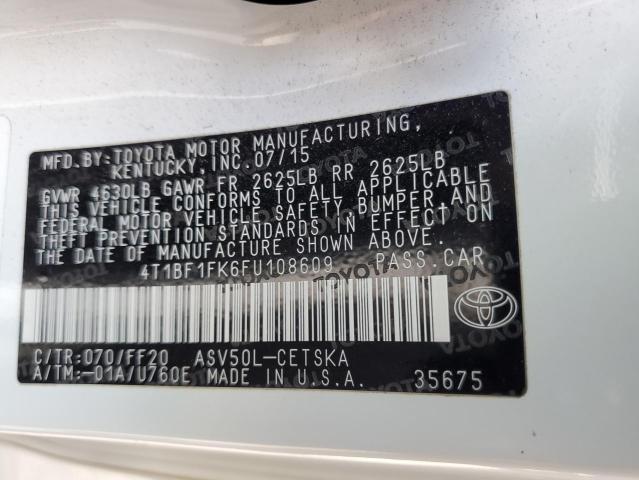 MFD.BY:TOYOTA MOTOR MANUFACTURING,
KENTUCKY, INC. 07/15
GVWR 4630LB GAWR FR 2625LB RR 2625LB
THIS VEHICLE CONFORMS TO ALL APPLICABLE
FEDERAL MOTOR VEHICLE SAFETY,BUMPER,AND
THEFT PREVENTION STANDARDS IN EFFECT ON
THE DATE OF MANUFACTURE SHOWN ABOVE.
4T1BF1FK6FU108609 PASS.CAR
C/TR:070/FF20 ASV50L-CETSKA
A/TM:-01A/U760E MADE IN U.S.A. 35675